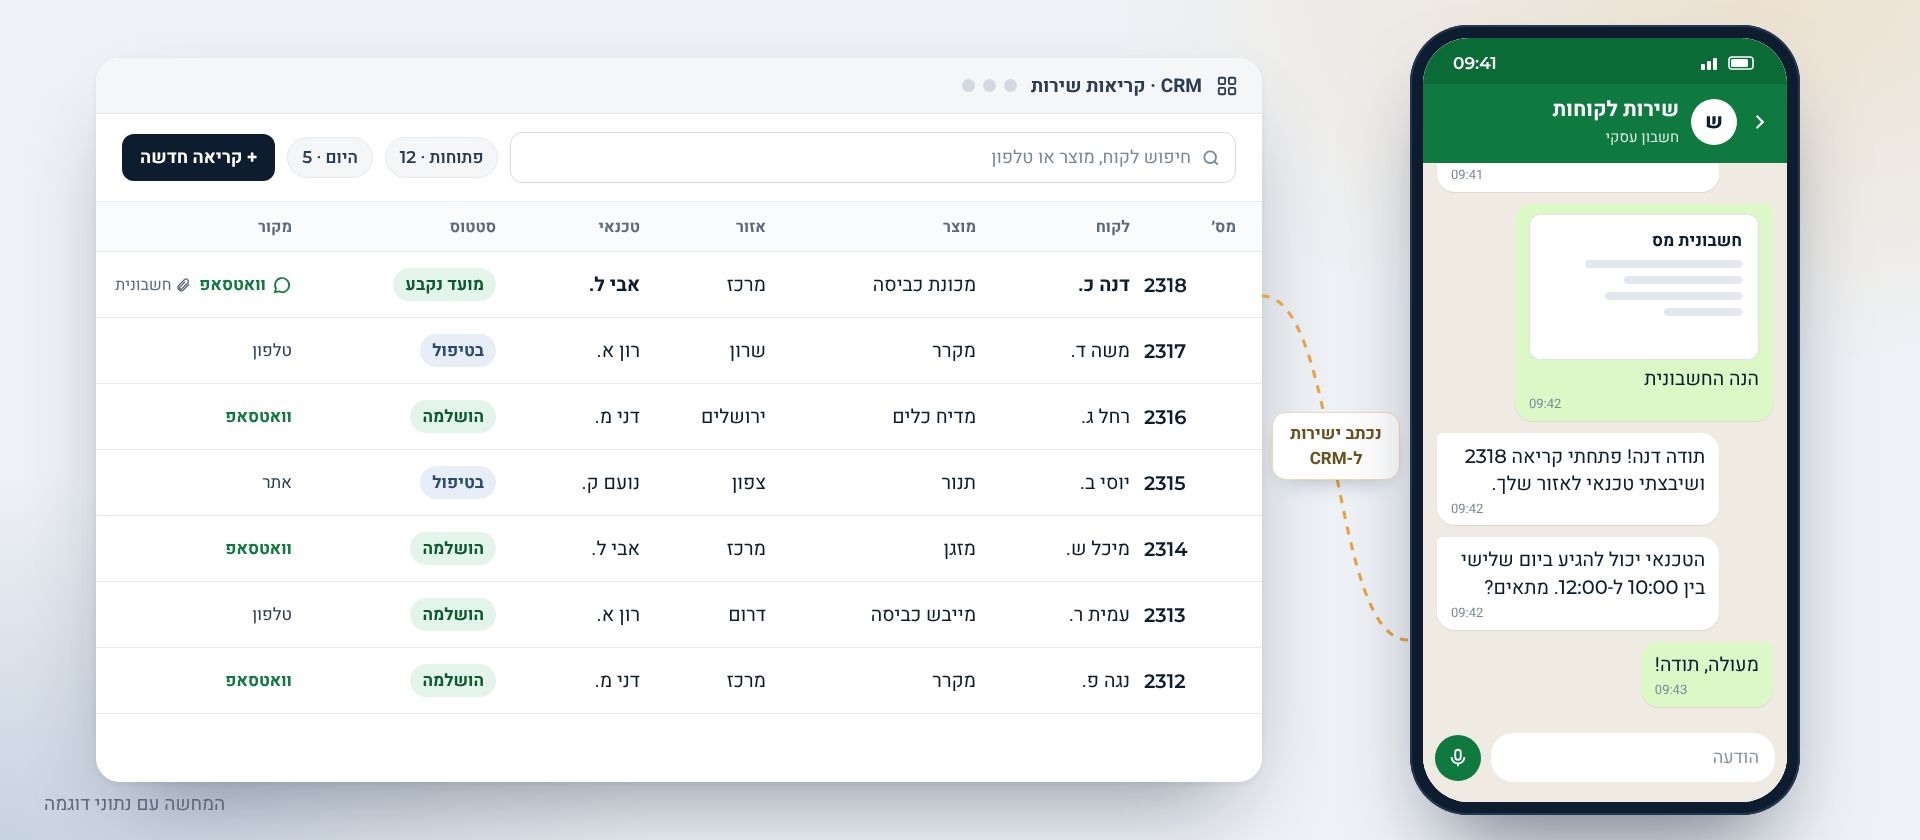 09:41
שירות לקוחות
ש
חשבון עסקי
09:41
חשבונית מס
הנה החשבונית
09:42
תודה דנה! פתחתי קריאה 2318
ושיבצתי טכנאי לאזור שלך.
09:42
הטכנאי יכול להגיע ביום שלישי
בין 10:00 ל-12:00. מתאים?
09:42
מעולה, תודה!
09:43
הודעה
נכתב ישירות
ל-CRM
CRM · קריאות שירות
חיפוש לקוח, מוצר או טלפון
פתוחות · 12
היום · 5
+ קריאה חדשה
מס׳ לקוח מוצר אזור טכנאי סטטוס מקור
2318 דנה כ. מכונת כביסה מרכז אבי ל. מועד נקבע וואטסאפ חשבונית
2317 משה ד. מקרר שרון רון א. בטיפול טלפון
2316 רחל ג. מדיח כלים ירושלים דני מ. הושלמה וואטסאפ
2315 יוסי ב. תנור צפון נועם ק. בטיפול אתר
2314 מיכל ש. מזגן מרכז אבי ל. הושלמה וואטסאפ
2313 עמית ר. מייבש כביסה דרום רון א. הושלמה טלפון
2312 נגה פ. מקרר מרכז דני מ. הושלמה וואטסאפ
המחשה עם נתוני דוגמה